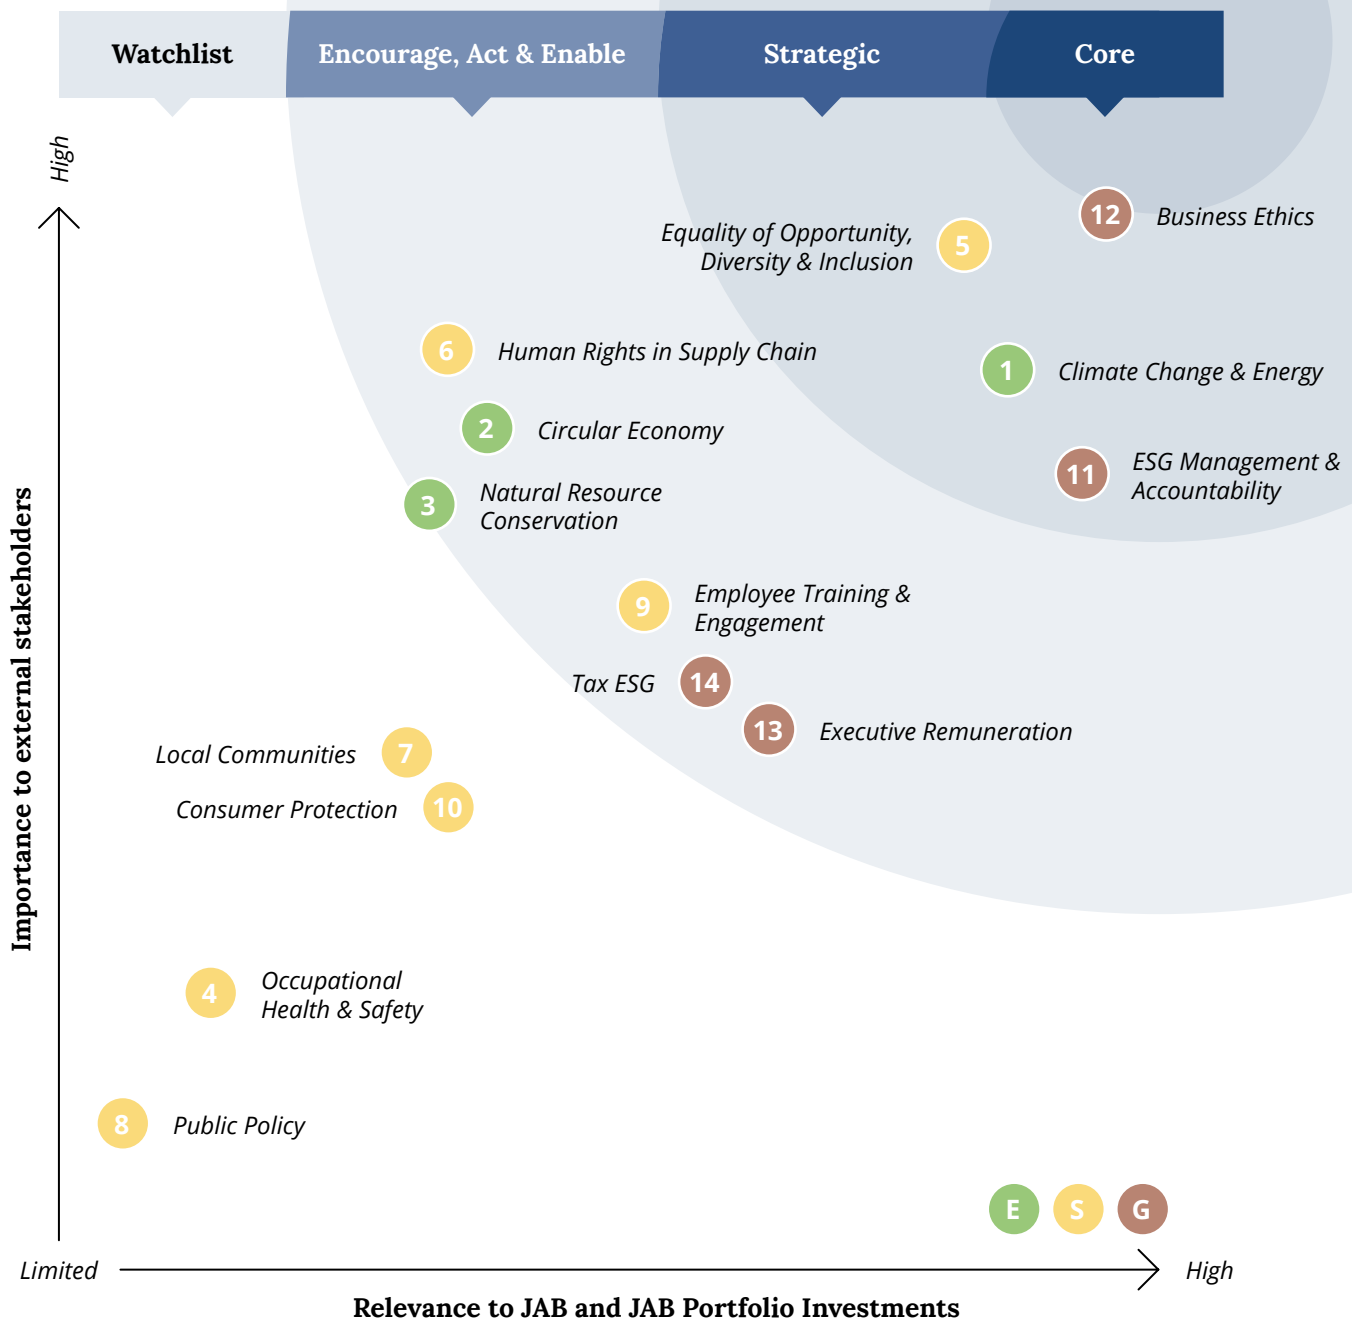 Watchlist
Encourage, Act & Enable
Strategic
Core
High
Importance to external stakeholders
12
Business Ethics
Equality of Opportunity,
Diversity & Inclusion
5
6
Human Rights in Supply Chain
1
Climate Change & Energy
2
Circular Economy
11
ESG Management &
Accountability
3
Natural Resource
Conservation
9
Employee Training &
Engagement
Tax ESG
14
13
Executive Remuneration
Local Communities
7
Consumer Protection
10
4
Occupational
Health & Safety
8
Public Policy
E
S
G
Limited
High
Relevance to JAB and JAB Portfolio Investments